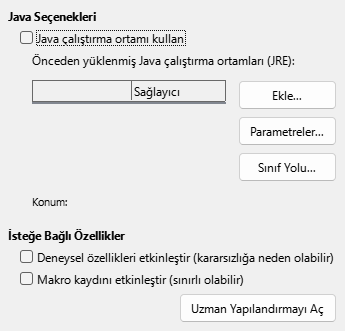 Java Seçenekleri
Java çalıştırma ortamı kullan
Önceden yüklenmiş Java çalıştırma ortamları (JRE):
Sağlayıcı
Ekle...
Parametreler...
Sınıf Yolu...
Konum:
İsteğe Bağlı Özellikler
Deneysel özellikleri etkinleştir (kararsızlığa neden olabilir)
Makro kaydını etkinleştir (sınırlı olabilir)
Uzman Yapılandırmayı Aç